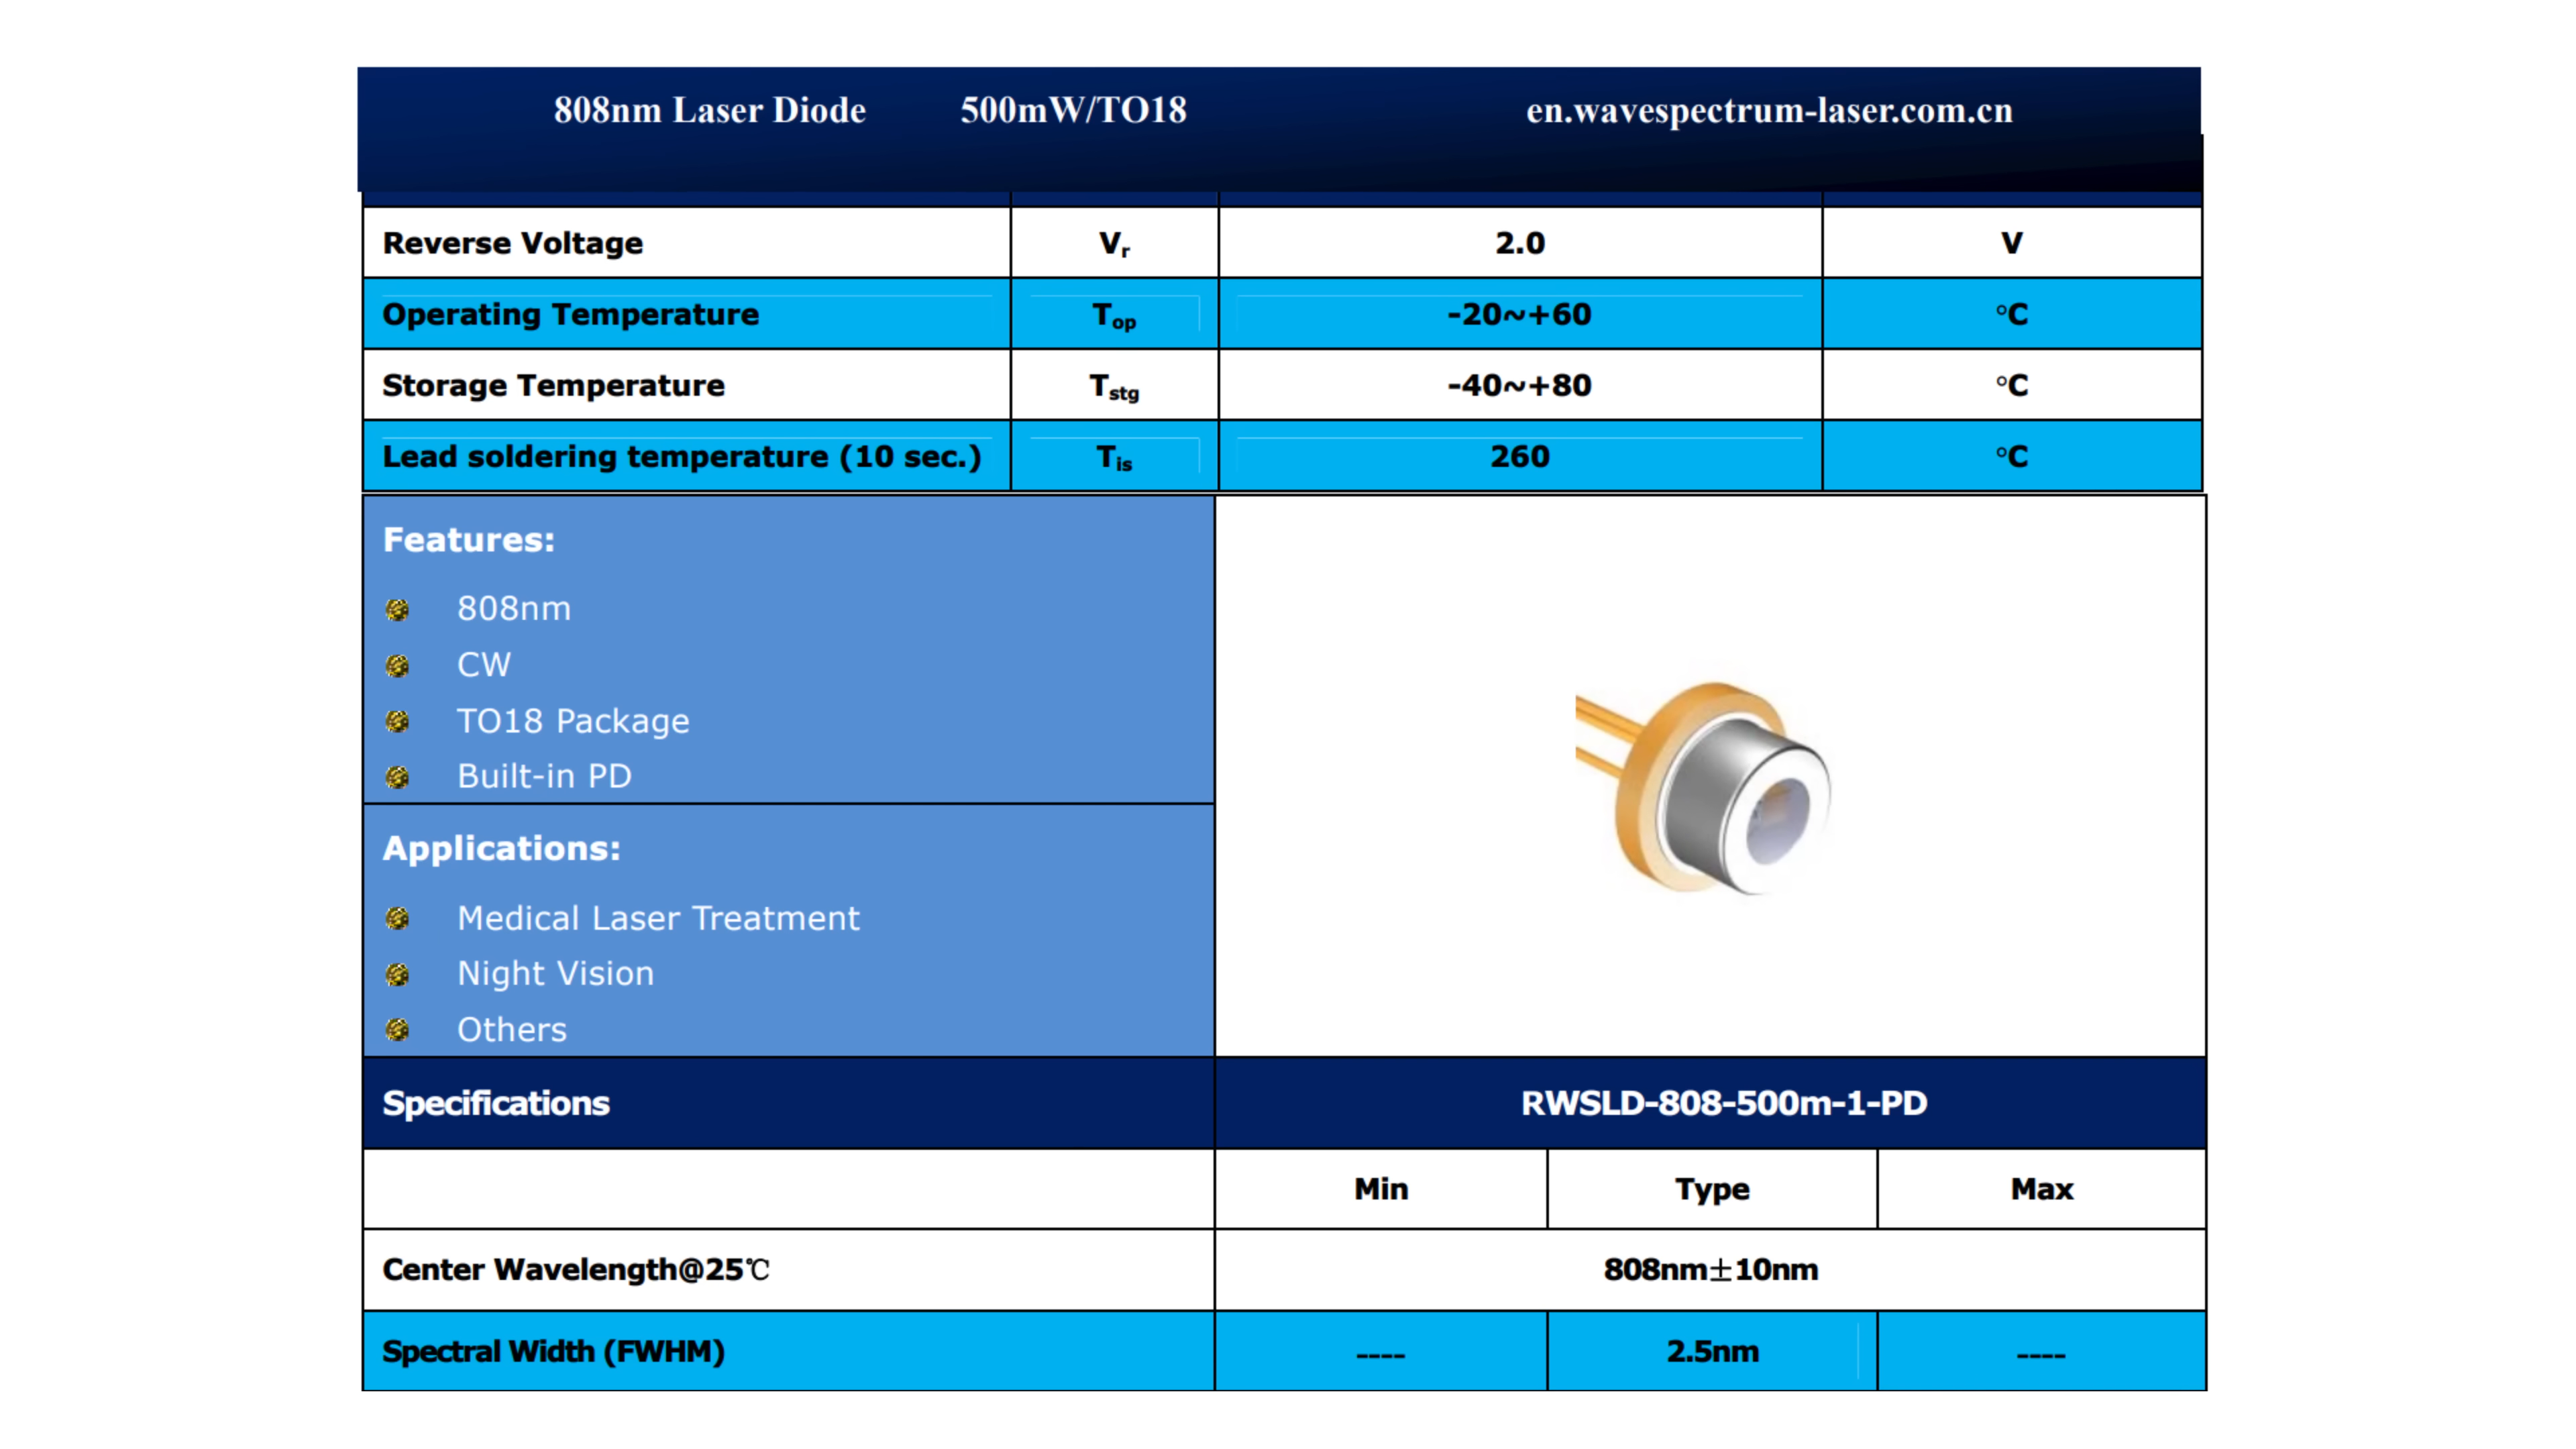 808nm Laser Diode 500mW/TO18 en.wavespectrum-laser.com.cn
Reverse Voltage Vr 2.0 V
Operating Temperature Top -20~+60 °C
Storage Temperature Tstg -40~+80 °C
Lead soldering temperature (10 sec.) Tis 260 °C
Features:
808nm
CW
TO18 Package
Built-in PD
Applications:
Medical Laser Treatment
Night Vision
Others
Specifications RWSLD-808-500m-1-PD
Min Type Max
Center Wavelength@25℃ 808nm±10nm
Spectral Width (FWHM) ---- 2.5nm ----